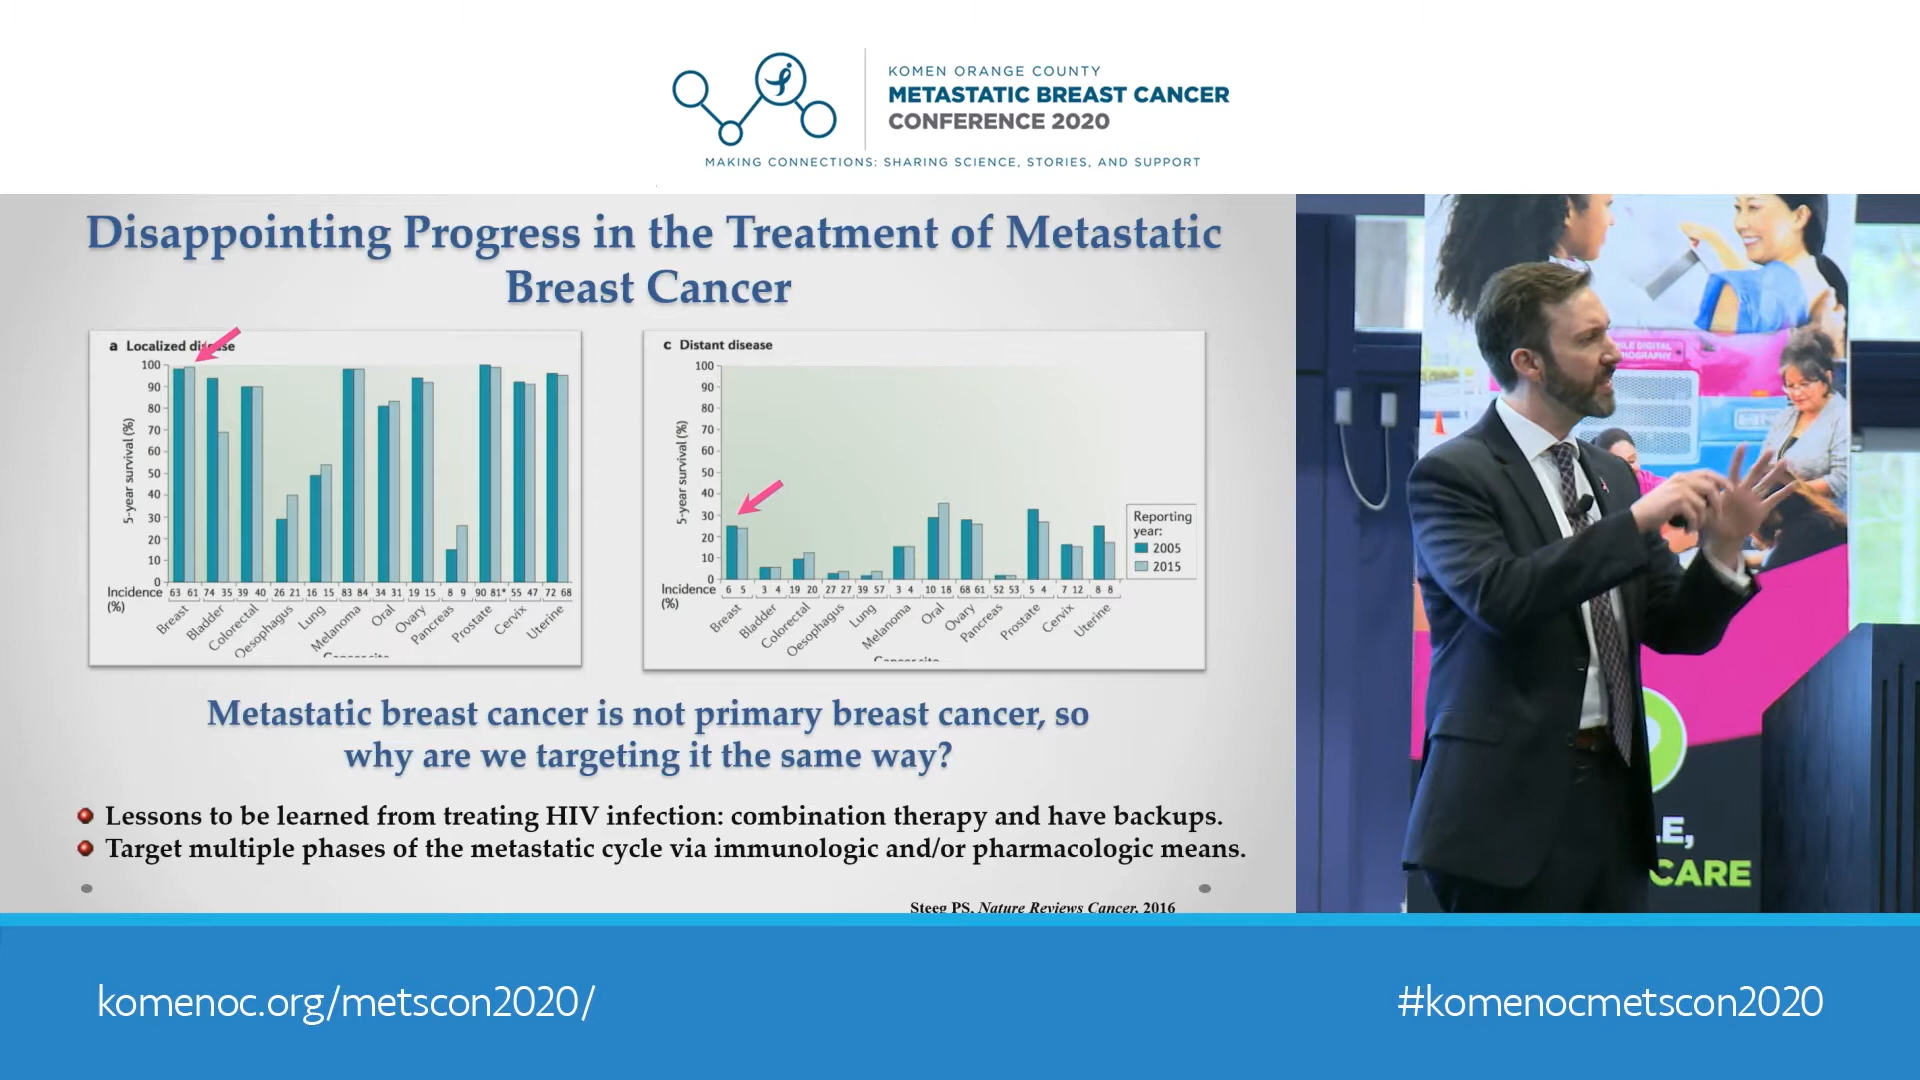 KOMEN ORANGE COUNTY
METASTATIC BREAST CANCER
CONFERENCE 2020
MAKING CONNECTIONS: SHARING SCIENCE, STORIES, AND SUPPORT
Disappointing Progress in the Treatment of Metastatic
Breast Cancer
a Localized disease
5-year survival (%)
100
90
80
70
60
50
40
30
20
10
0
Incidence (%)
63 61 74 35 39 40 26 21 16 15 83 84 34 31 19 15 8 9 90 81* 55 47 72 68
Breast
Bladder
Colorectal
Oesophagus
Lung
Melanoma
Oral
Ovary
Pancreas
Prostate
Cervix
Uterine
Cancer site
c Distant disease
5-year survival (%)
100
90
80
70
60
50
40
30
20
10
0
Incidence (%)
6 5 3 4 19 20 27 27 39 57 3 4 10 18 68 61 52 53 5 4 7 12 8 8
Breast
Bladder
Colorectal
Oesophagus
Lung
Melanoma
Oral
Ovary
Pancreas
Prostate
Cervix
Uterine
Cancer site
Reporting
year:
2005
2015
Metastatic breast cancer is not primary breast cancer, so
why are we targeting it the same way?
Lessons to be learned from treating HIV infection: combination therapy and have backups.
Target multiple phases of the metastatic cycle via immunologic and/or pharmacologic means.
Steeg PS, Nature Reviews Cancer, 2016
ILE DIGITAL
OGRAPHY
LE,
CARE
komenoc.org/metscon2020/
#komenocmetscon2020